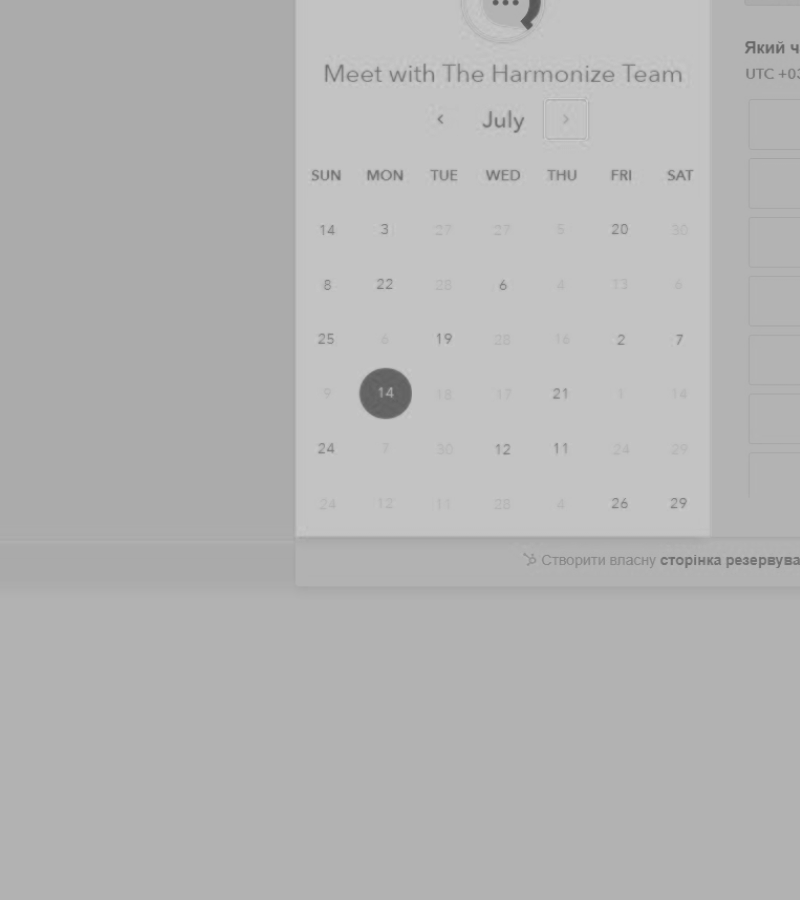 Meet with The Harmonize Team
July
SUN MON TUE WED THU FRI SAT
14 3 27 27 5 20 30
8 22 28 6 4 13 6
25 6 19 28 16 2 7
9 14 18 17 21 1 14
24 7 30 12 11 24 29
24 12 11 28 4 26 29
Який ч
UTC +03
Створити власну сторінка резервува